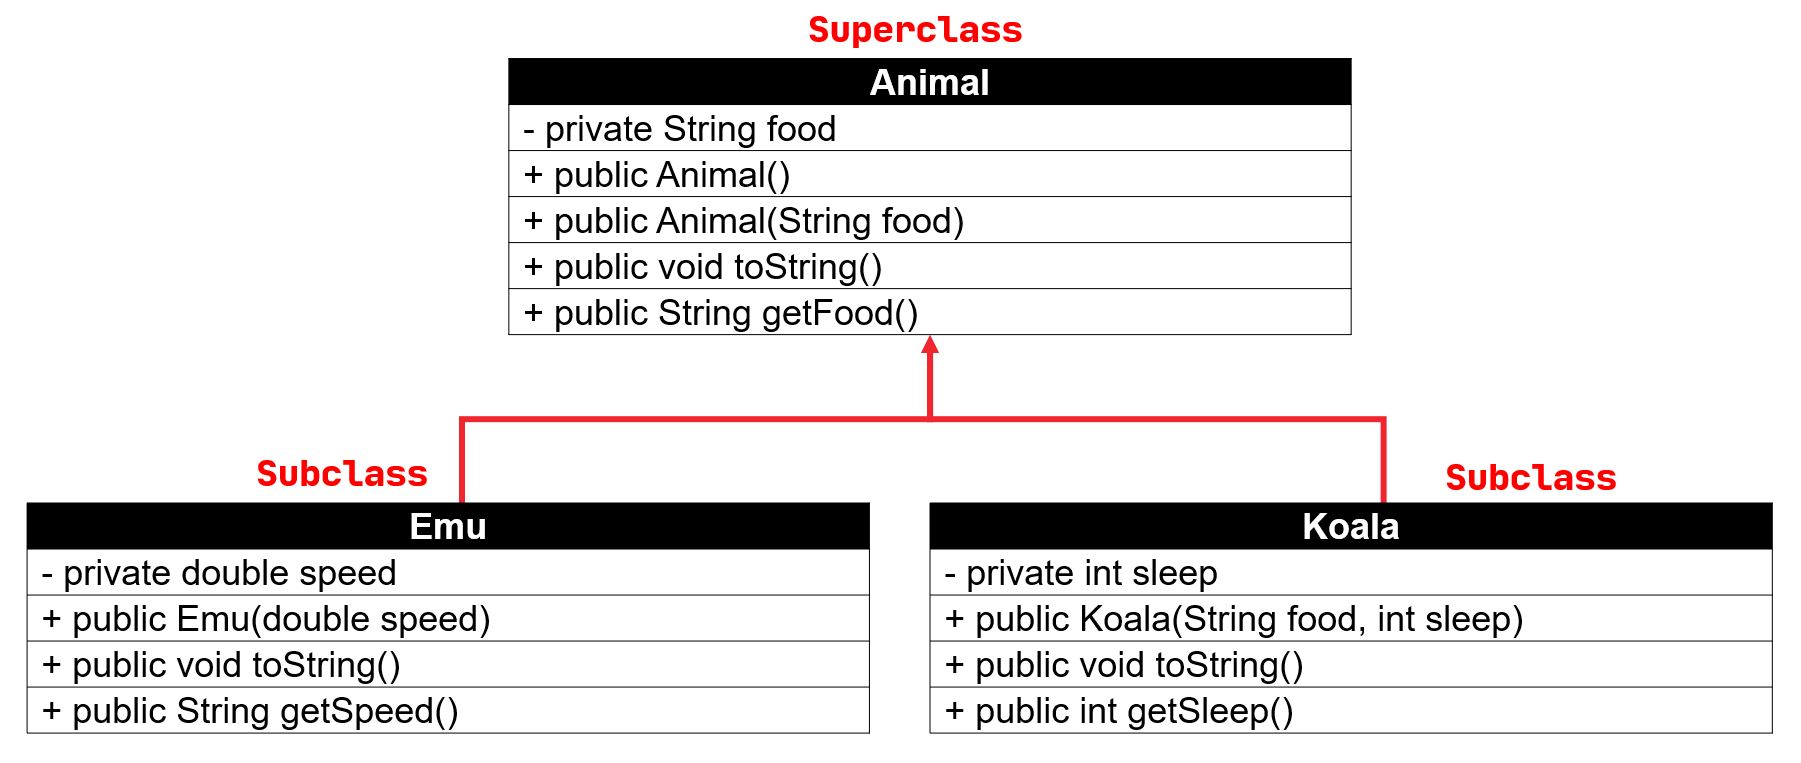 Superclass
Animal
- private String food
+ public Animal()
+ public Animal(String food)
+ public void toString()
+ public String getFood()
Subclass
Emu
- private double speed
+ public Emu(double speed)
+ public void toString()
+ public String getSpeed()
Subclass
Koala
- private int sleep
+ public Koala(String food, int sleep)
+ public void toString()
+ public int getSleep()